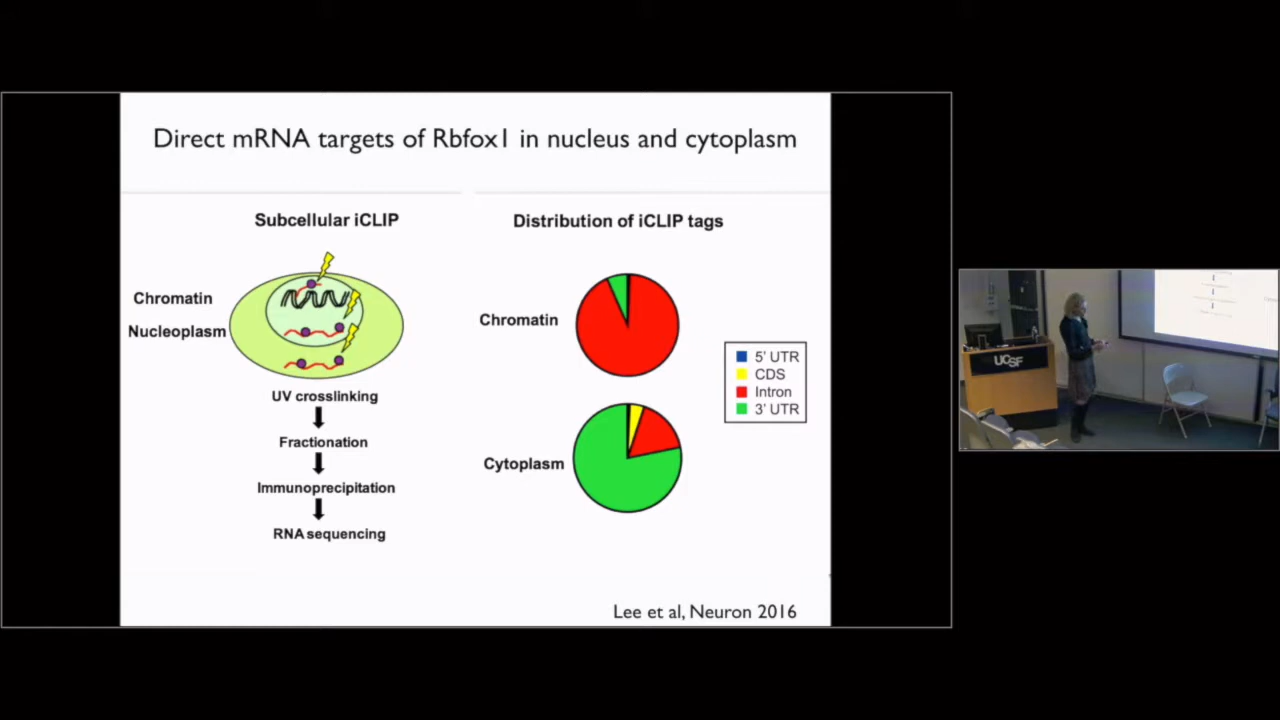 Direct mRNA targets of Rbfox1 in nucleus and cytoplasm
Subcellular iCLIP
Chromatin
Nucleoplasm
UV crosslinking
Fractionation
Immunoprecipitation
RNA sequencing
Distribution of iCLIP tags
Chromatin
Cytoplasm
5' UTR
CDS
Intron
3' UTR
Lee et al, Neuron 2016
UCSF